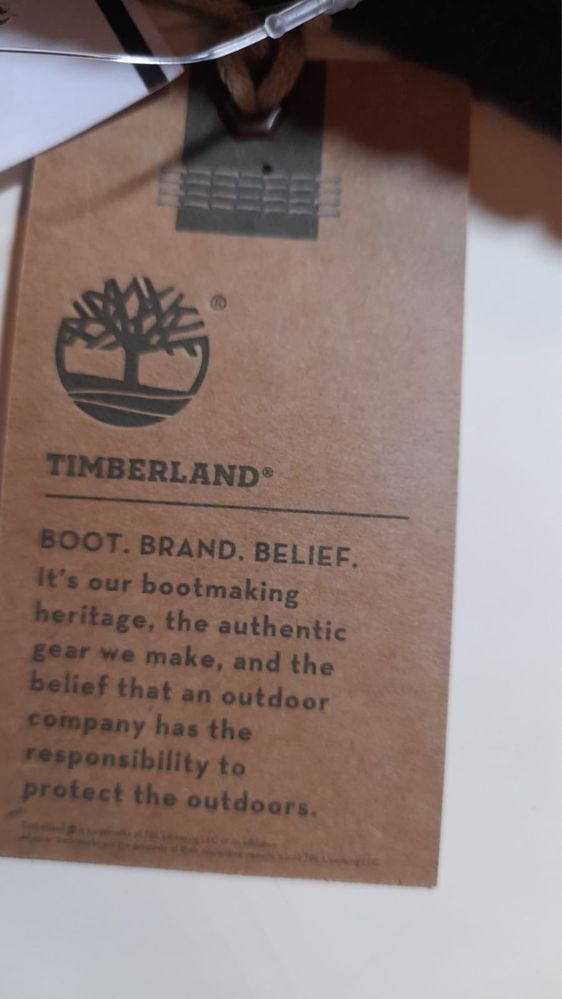 ®
TIMBERLAND®
BOOT. BRAND. BELIEF.
It's our bootmaking
heritage, the authentic
gear we make, and the
belief that an outdoor
company has the
responsibility to
protect the outdoors.